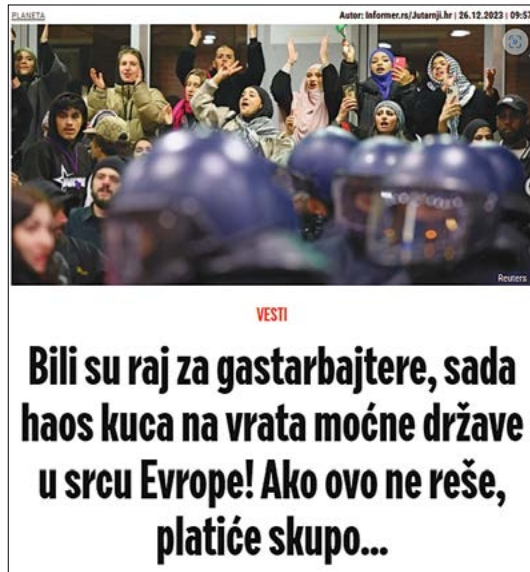 PLANETA
Autor: Informer.rs/Jutarnji.hr | 26.12.2023 | 09:57
Reuters
VESTI
Bili su raj za gastarbajtere, sada
haos kuca na vrata moćne države
u srcu Evrope! Ako ovo ne reše,
platiće skupo...